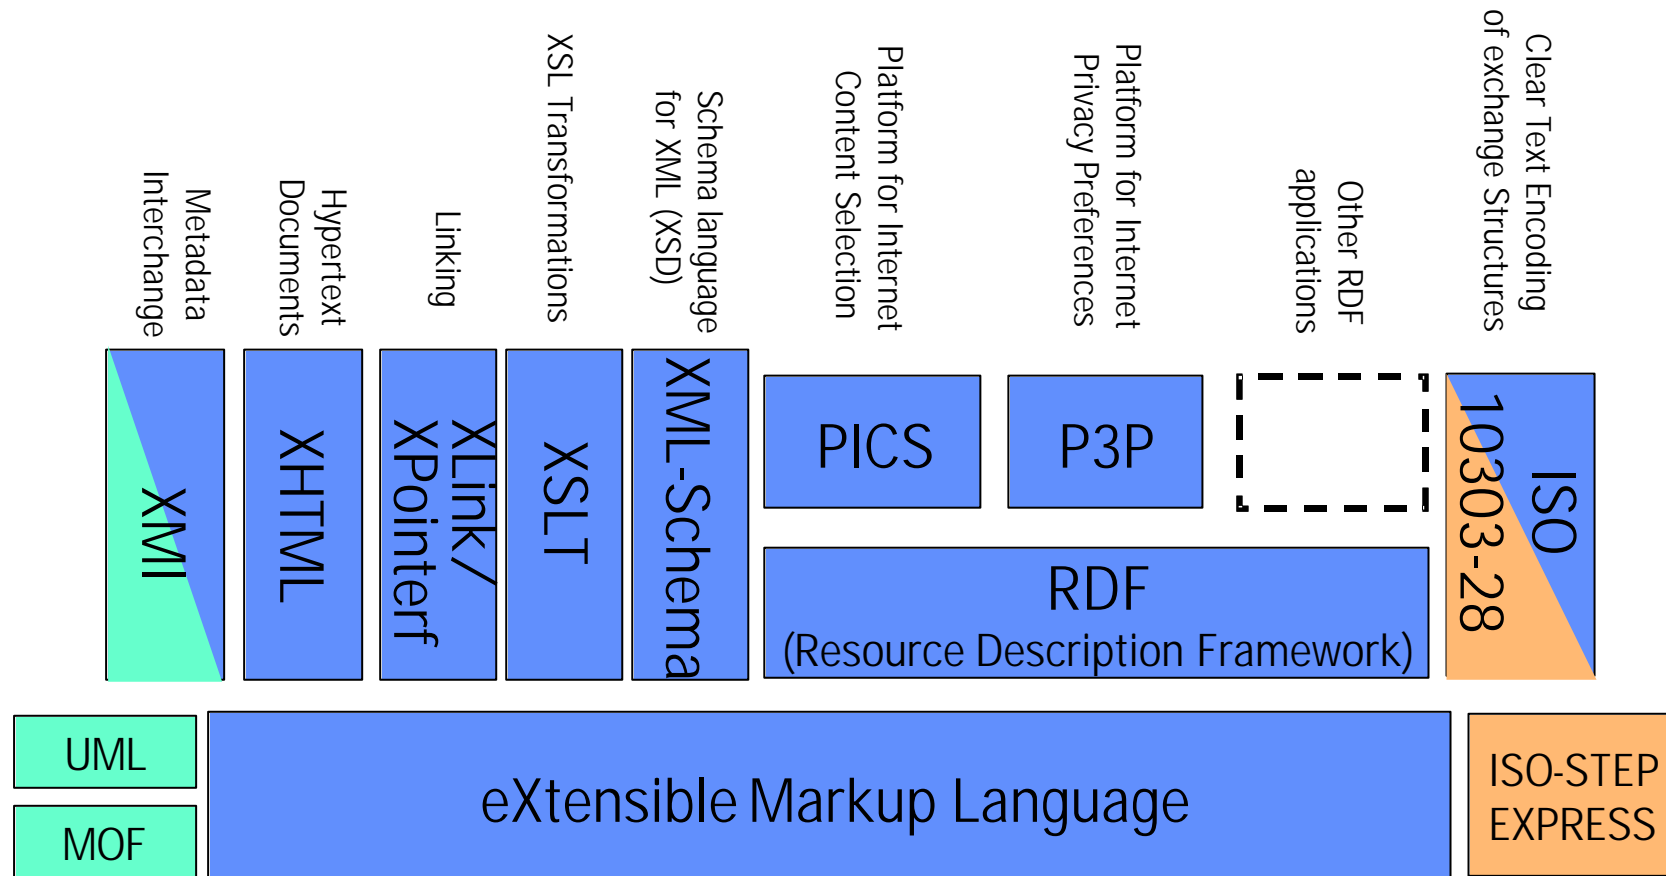 Metadata
Interchange
Hypertext
Documents
Linking
XSL Transformations
Schema language
for XML (XSD)
Platform for Internet
Content Selection
Platform for Internet
Privacy Preferences
Other RDF
applications
Clear Text Encoding
of exchange Structures
XMI
XHTML
XLink/
XPointerf
XSLT
XML-Schema
PICS
P3P
RDF
(Resource Description Framework)
ISO
10303-28
UML
MOF
eXtensible Markup Language
ISO-STEP
EXPRESS